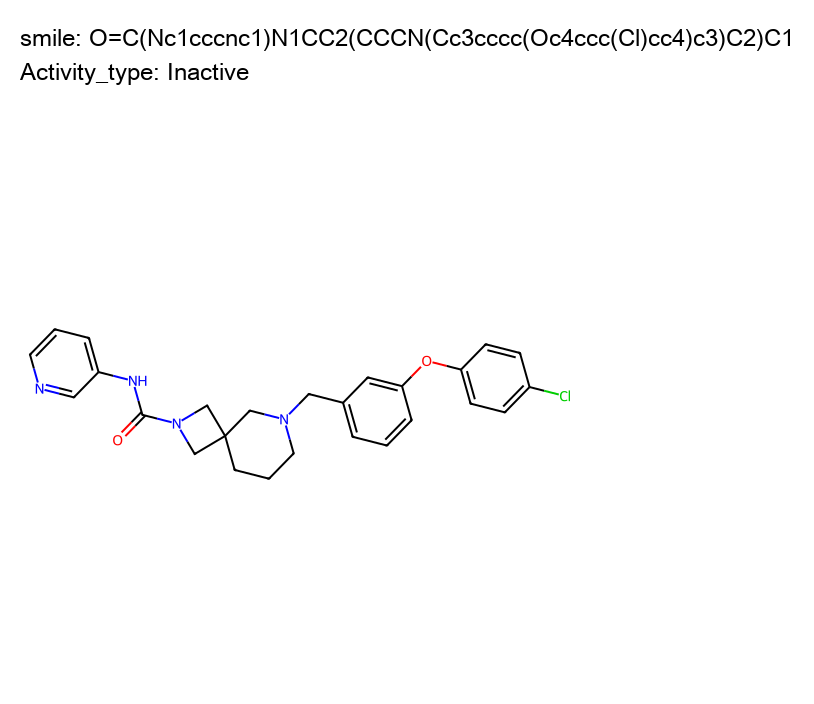 smile: O=C(Nc1cccnc1)N1CC2(CCCN(Cc3cccc(Oc4ccc(Cl)cc4)c3)C2)C1
Activity_type: Inactive
O
Cl
NH
N
N
N
O